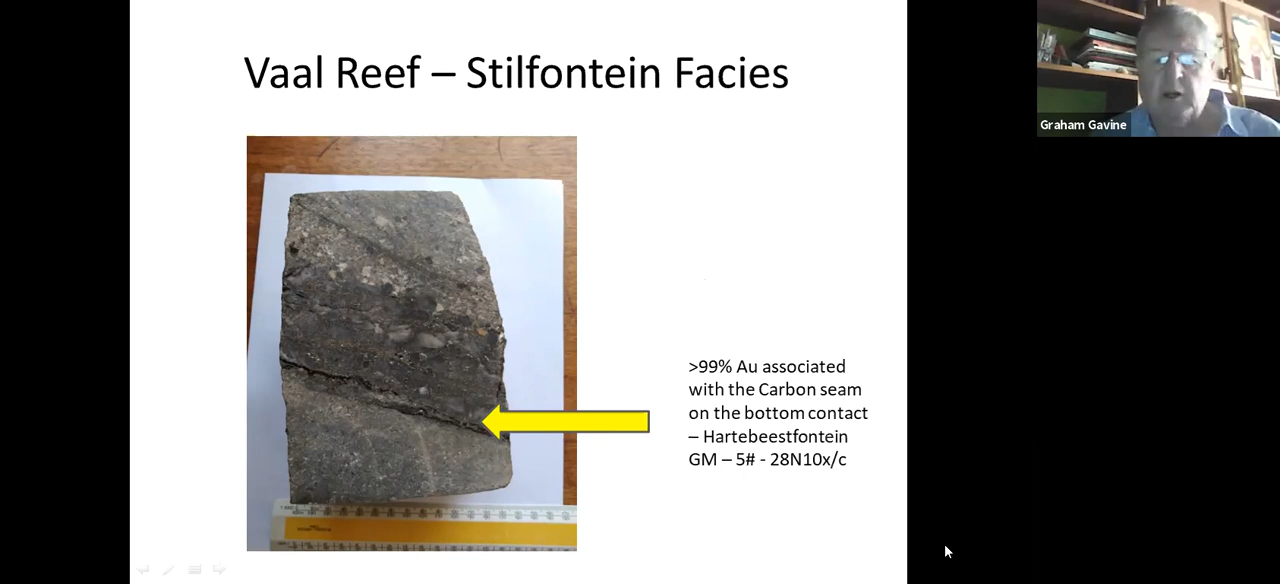 Vaal Reef – Stilfontein Facies
Graham Gavine
>99% Au associated
with the Carbon seam
on the bottom contact
– Hartebeestfontein
GM – 5# - 28N10x/c